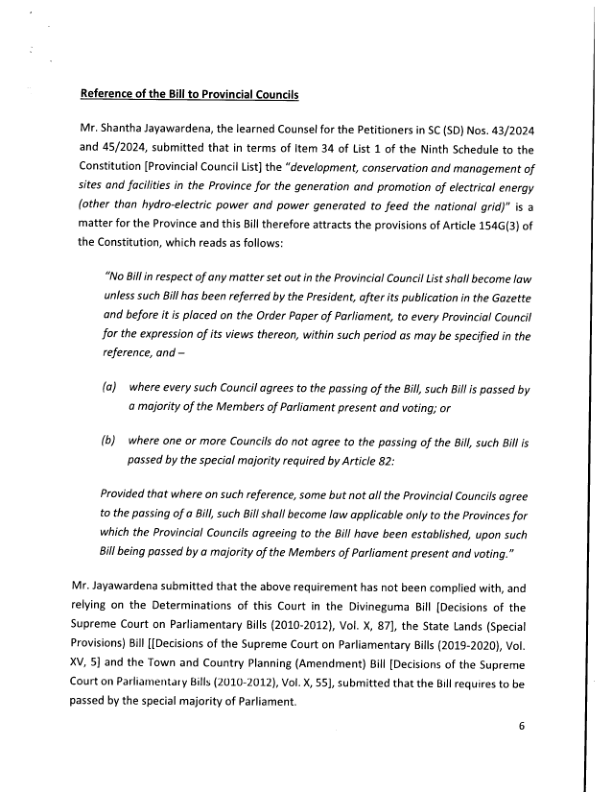 Reference of the Bill to Provincial Councils
Mr. Shantha Jayawardena, the learned Counsel for the Petitioners in SC (SD) Nos. 43/2024
and 45/2024, submitted that in terms of Item 34 of List 1 of the Ninth Schedule to the
Constitution [Provincial Council List] the "development, conservation and management of
sites and facilities in the Province for the generation and promotion of electrical energy
(other than hydro-electric power and power generated to feed the national grid)" is a
matter for the Province and this Bill therefore attracts the provisions of Article 154G(3) of
the Constitution, which reads as follows:
"No Bill in respect of any matter set out in the Provincial Council List shall become law
unless such Bill has been referred by the President, after its publication in the Gazette
and before it is placed on the Order Paper of Parliament, to every Provincial Council
for the expression of its views thereon, within such period as may be specified in the
reference, and –
(a) where every such Council agrees to the passing of the Bill, such Bill is passed by
a majority of the Members of Parliament present and voting; or
(b) where one or more Councils do not agree to the passing of the Bill, such Bill is
passed by the special majority required by Article 82:
Provided that where on such reference, some but not all the Provincial Councils agree
to the passing of a Bill, such Bill shall become law applicable only to the Provinces for
which the Provincial Councils agreeing to the Bill have been established, upon such
Bill being passed by a majority of the Members of Parliament present and voting."
Mr. Jayawardena submitted that the above requirement has not been complied with, and
relying on the Determinations of this Court in the Divineguma Bill [Decisions of the
Supreme Court on Parliamentary Bills (2010-2012), Vol. X, 87], the State Lands (Special
Provisions) Bill [[Decisions of the Supreme Court on Parliamentary Bills (2019-2020), Vol.
XV, 5] and the Town and Country Planning (Amendment) Bill [Decisions of the Supreme
Court on Parliamentary Bills (2010-2012), Vol. X, 55], submitted that the Bill requires to be
passed by the special majority of Parliament.
6